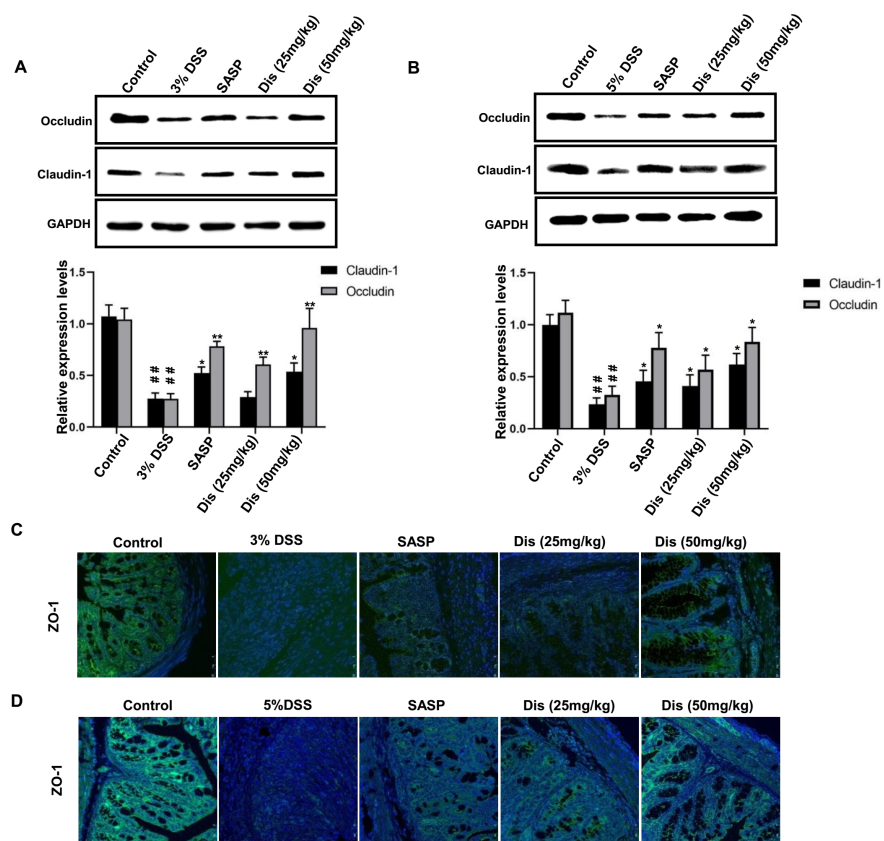 A
Control
3% DSS
SASP
Dis (25mg/kg)
Dis (50mg/kg)
Occludin
Claudin-1
GAPDH
Relative expression levels
1.5
1.0
0.5
0.0
Claudin-1
Occludin
##
##
*
**
**
*
**
Control
3% DSS
SASP
Dis (25mg/kg)
Dis (50mg/kg)
B
Control
5% DSS
SASP
Dis (25mg/kg)
Dis (50mg/kg)
Occludin
Claudin-1
GAPDH
Relative expression levels
1.5
1.0
0.5
0.0
Claudin-1
Occludin
##
##
*
*
*
*
*
*
Control
3% DSS
SASP
Dis (25mg/kg)
Dis (50mg/kg)
C
Control
3% DSS
SASP
Dis (25mg/kg)
Dis (50mg/kg)
ZO-1
D
Control
5%DSS
SASP
Dis (25mg/kg)
Dis (50mg/kg)
ZO-1